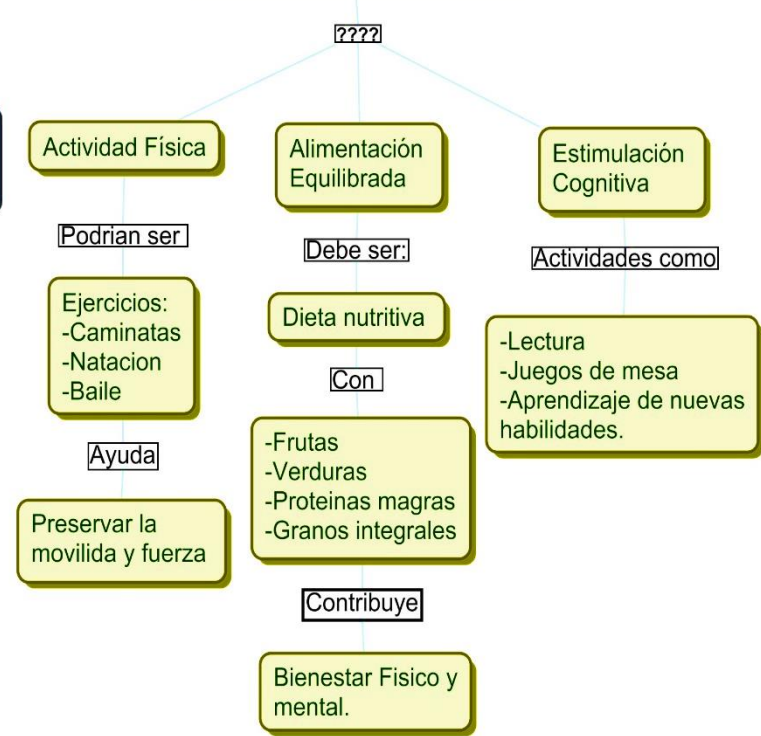 ????
Actividad Física
Podrian ser
Ejercicios:
-Caminatas
-Natacion
-Baile
Ayuda
Preservar la
movilida y fuerza
Alimentación
Equilibrada
Debe ser:
Dieta nutritiva
Con
-Frutas
-Verduras
-Proteinas magras
-Granos integrales
Contribuye
Bienestar Fisico y
mental.
Estimulación
Cognitiva
Actividades como
-Lectura
-Juegos de mesa
-Aprendizaje de nuevas
habilidades.